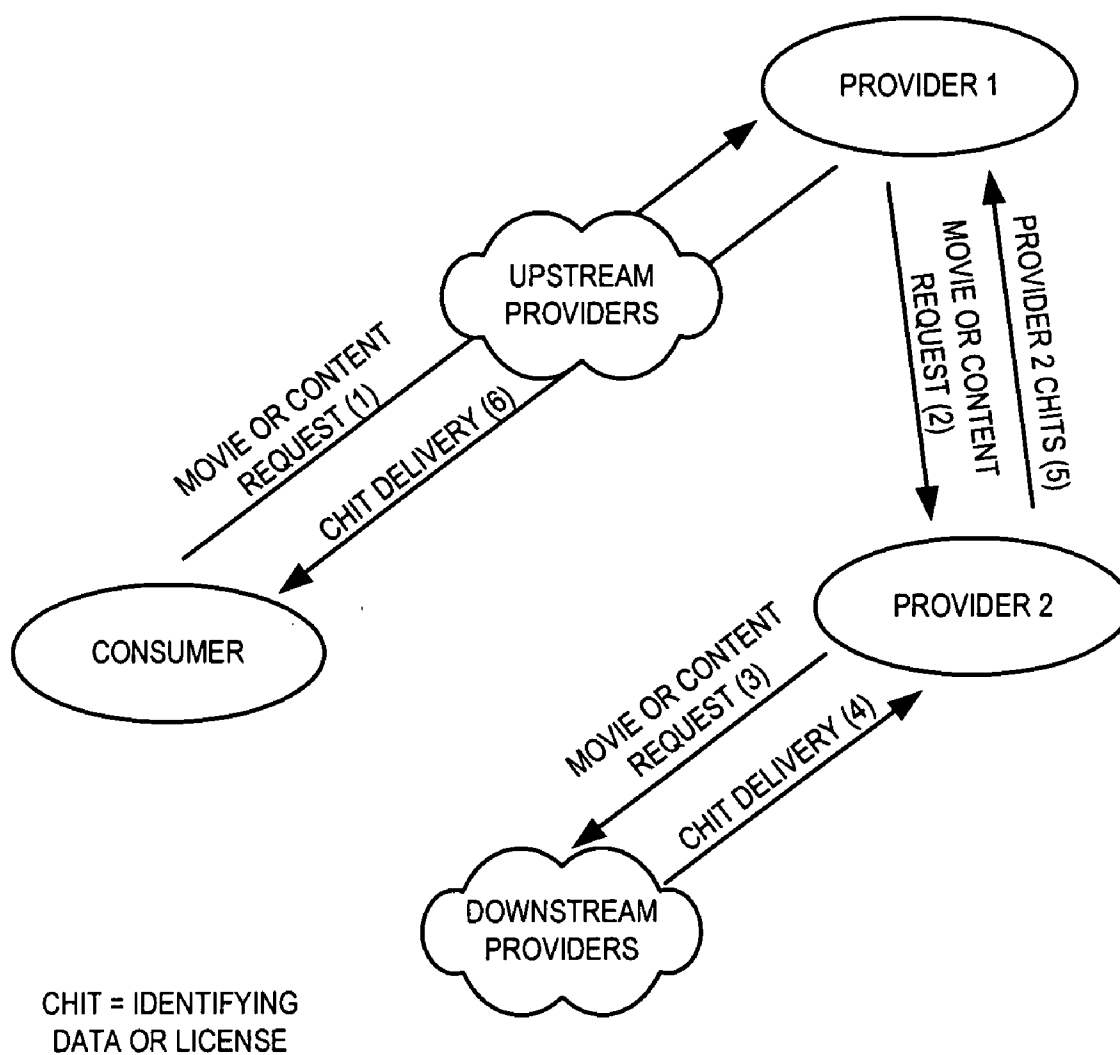 PROVIDER 1
UPSTREAM
PROVIDERS
MOVIE OR CONTENT
REQUEST (1)
CHIT DELIVERY (6)
MOVIE OR CONTENT
REQUEST (2)
PROVIDER 2 CHITS (5)
CONSUMER
PROVIDER 2
MOVIE OR CONTENT
REQUEST (3)
CHIT DELIVERY (4)
DOWNSTREAM
PROVIDERS
CHIT = IDENTIFYING
DATA OR LICENSE